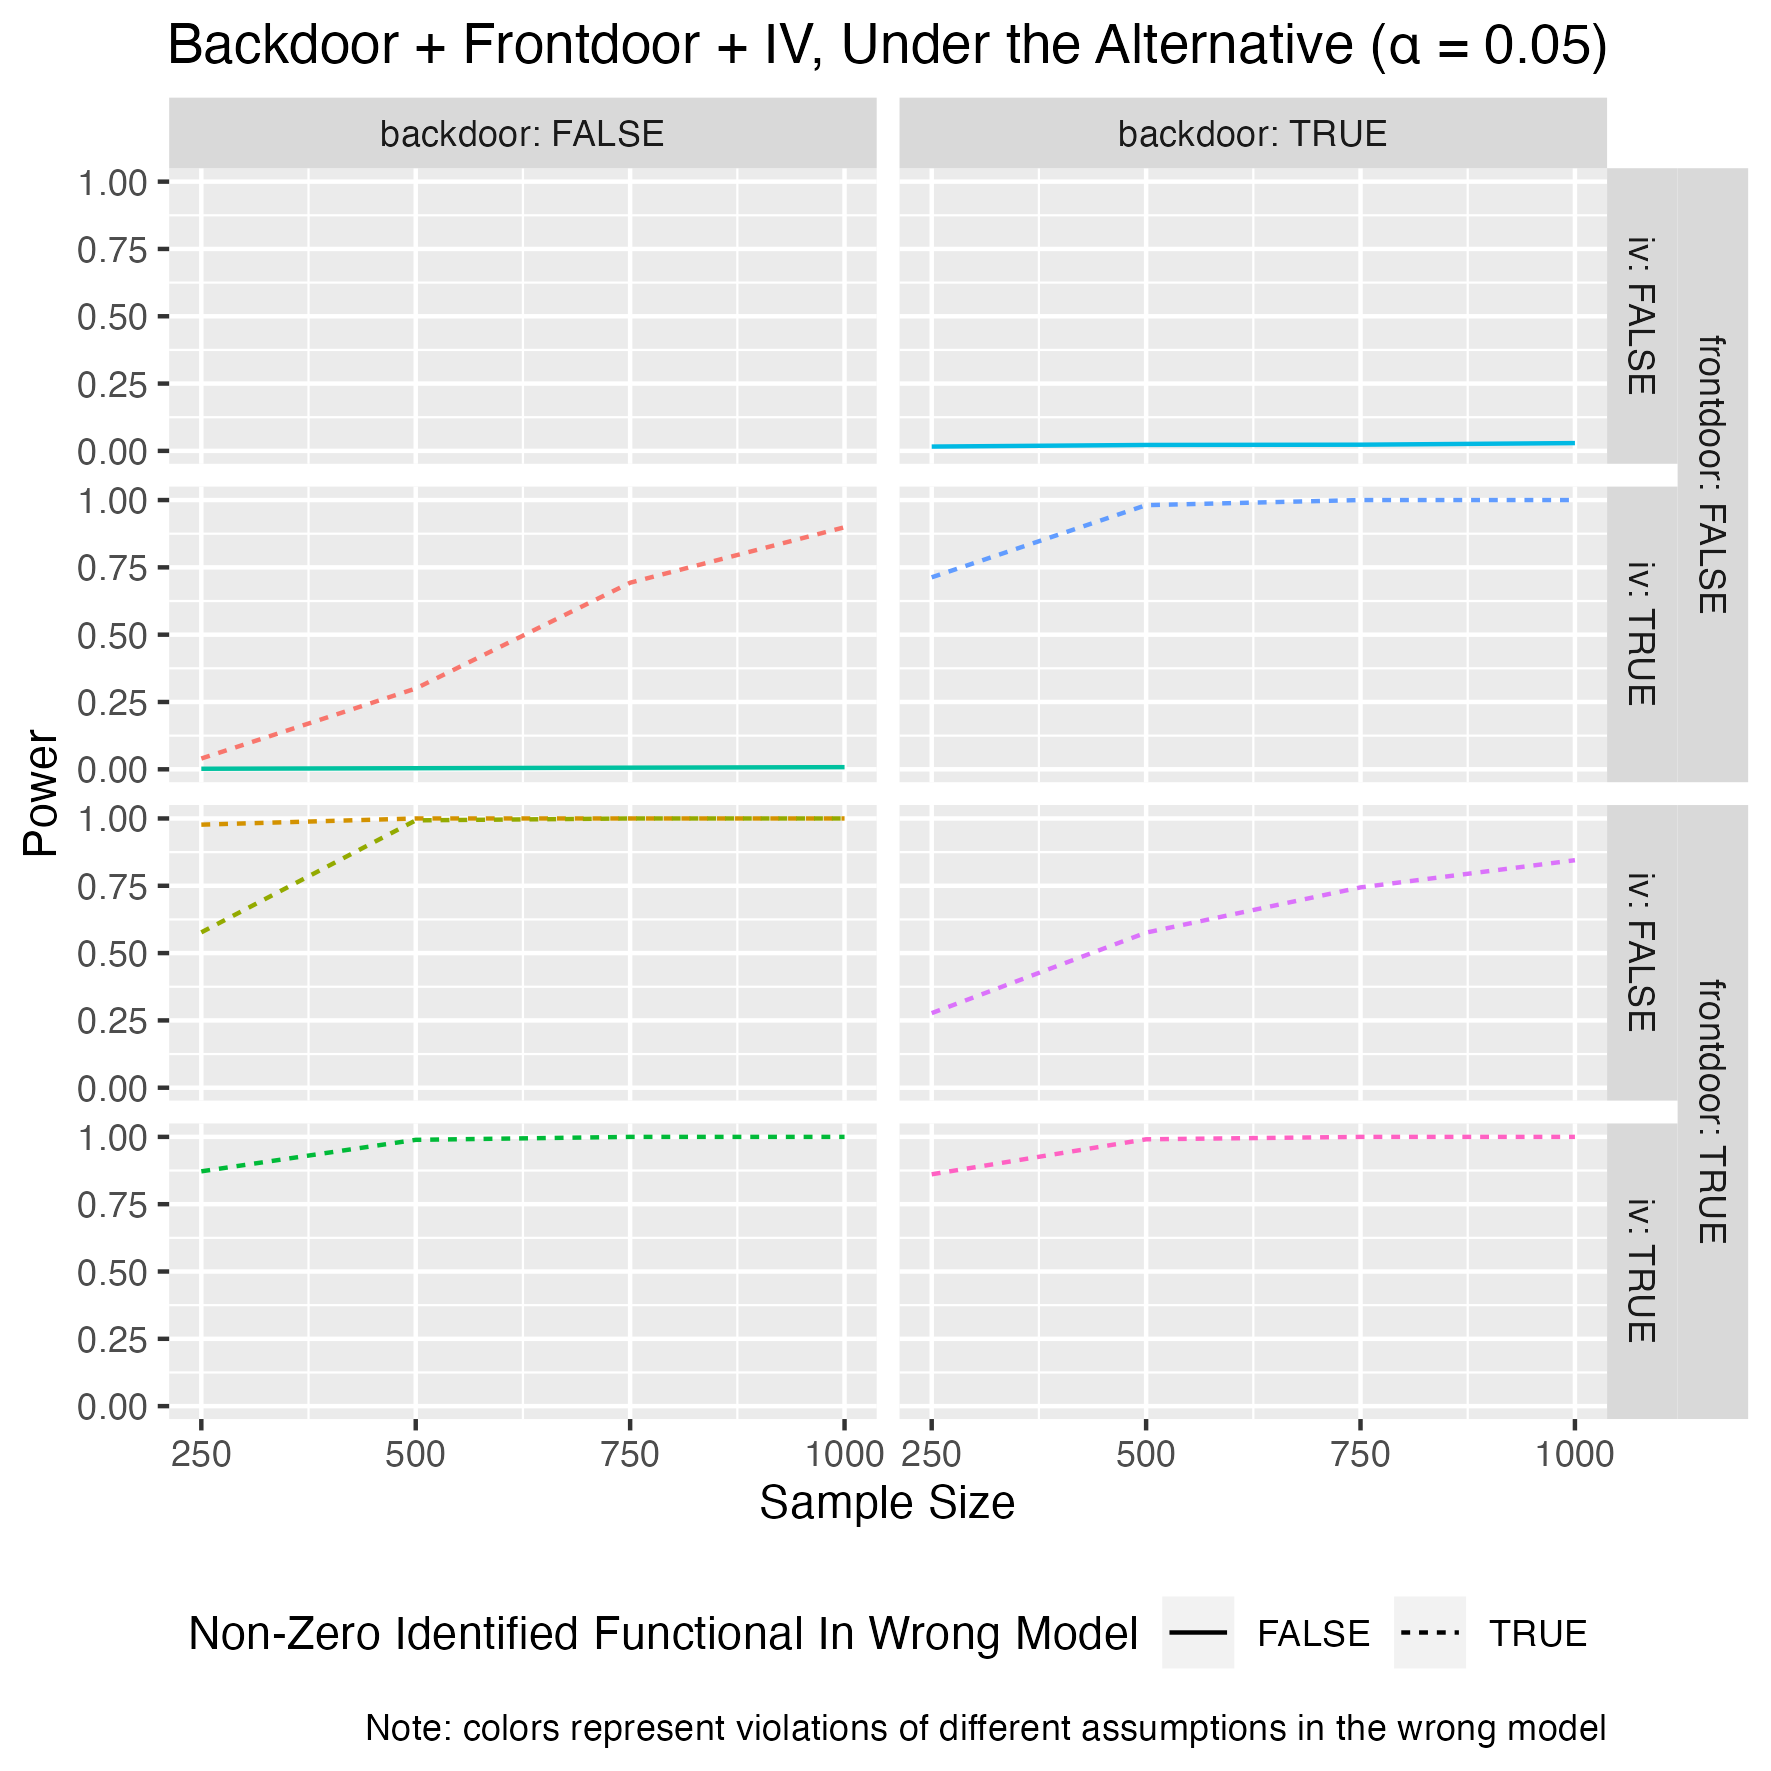 Backdoor + Frontdoor + IV, Under the Alternative (α = 0.05)
backdoor: FALSE
backdoor: TRUE
1.00
0.75
0.50
0.25
0.00
iv: FALSE
frontdoor: FALSE
1.00
0.75
0.50
0.25
0.00
iv: TRUE
Power
1.00
0.75
0.50
0.25
0.00
iv: FALSE
frontdoor: TRUE
1.00
0.75
0.50
0.25
0.00
iv: TRUE
250 500 750 1000 250 500 750 1000
Sample Size
Non-Zero Identified Functional In Wrong Model FALSE TRUE
Note: colors represent violations of different assumptions in the wrong model